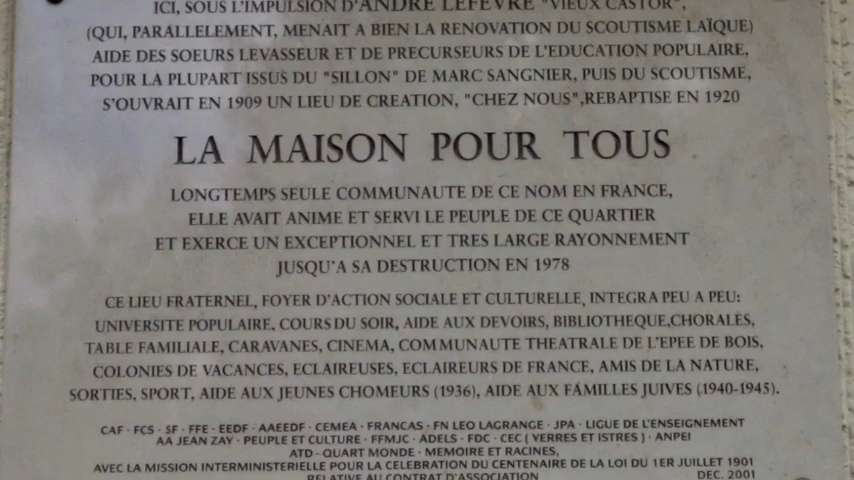 ICI, SOUS L'IMPULSION D'ANDRE LEFEVRE "VIEUX CASTOR",
(QUI, PARALLELEMENT, MENAIT A BIEN LA RENOVATION DU SCOUTISME LAÏQUE)
AIDE DES SOEURS LEVASSEUR ET DE PRECURSEURS DE L'EDUCATION POPULAIRE,
POUR LA PLUPART ISSUS DU "SILLON" DE MARC SANGNIER, PUIS DU SCOUTISME,
S'OUVRAIT EN 1909 UN LIEU DE CREATION, "CHEZ NOUS",REBAPTISE EN 1920
LA MAISON POUR TOUS
LONGTEMPS SEULE COMMUNAUTE DE CE NOM EN FRANCE,
ELLE AVAIT ANIME ET SERVI LE PEUPLE DE CE QUARTIER
ET EXERCE UN EXCEPTIONNEL ET TRES LARGE RAYONNEMENT
JUSQU'A SA DESTRUCTION EN 1978
CE LIEU FRATERNEL, FOYER D'ACTION SOCIALE ET CULTURELLE, INTEGRA PEU A PEU:
UNIVERSITE POPULAIRE, COURS DU SOIR, AIDE AUX DEVOIRS, BIBLIOTHEQUE,CHORALES,
TABLE FAMILIALE, CARAVANES, CINEMA, COMMUNAUTE THEATRALE DE L'EPEE DE BOIS,
COLONIES DE VACANCES, ECLAIREUSES, ECLAIREURS DE FRANCE, AMIS DE LA NATURE,
SORTIES, SPORT, AIDE AUX JEUNES CHOMEURS (1936), AIDE AUX FAMILLES JUIVES (1940-1945).
CAF · FCS · SF · FFE · EEDF · AAEEDF · CEMEA · FRANCAS · FN LEO LAGRANGE · JPA · LIGUE DE L'ENSEIGNEMENT
AA JEAN ZAY · PEUPLE ET CULTURE · FFMJC · ADELS · FDC · CEC ( YERRES ET ISTRES ) · ANPEI
ATD - QUART MONDE · MEMOIRE ET RACINES,
AVEC LA MISSION INTERMINISTERIELLE POUR LA CELEBRATION DU CENTENAIRE DE LA LOI DU 1ER JUILLET 1901
RELATIVE AU CONTRAT D'ASSOCIATION DEC. 2001